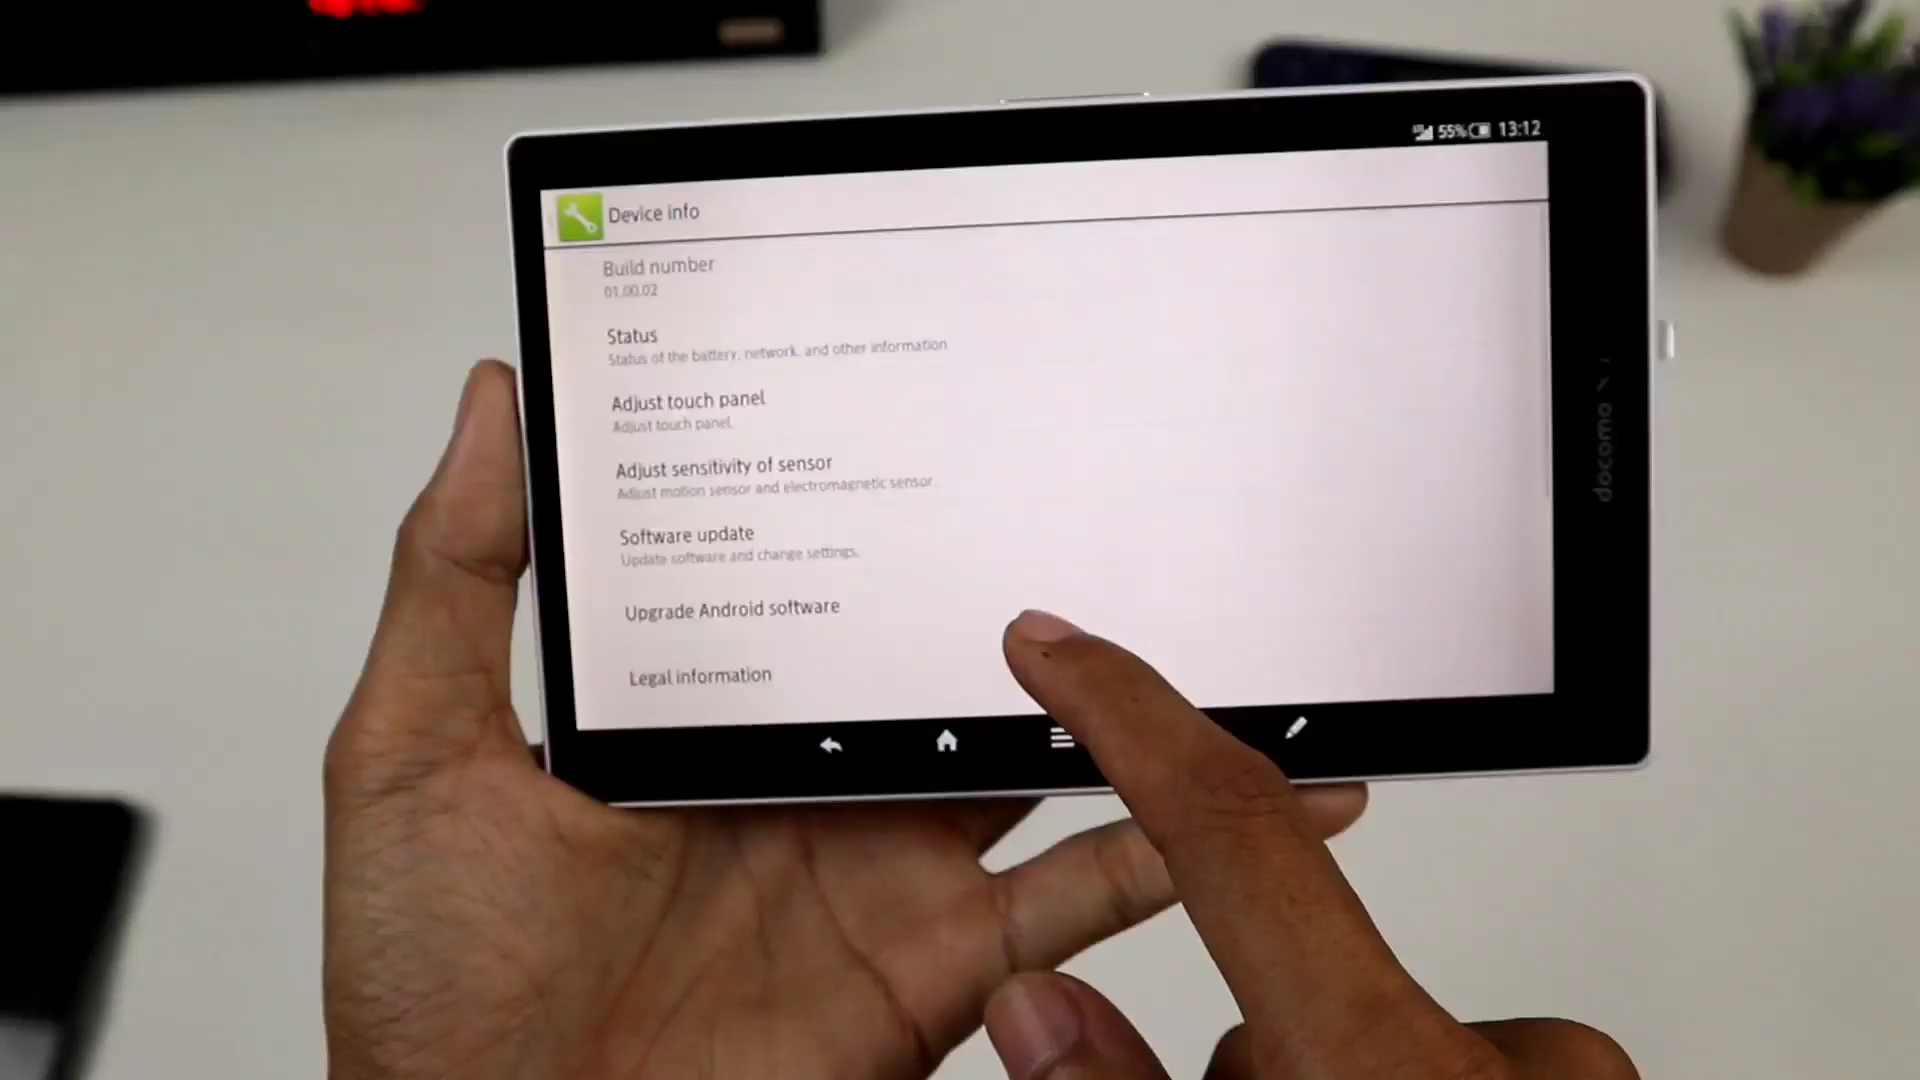 55% 13:12
Device info
Build number
01.00.02
Status
Status of the battery, network, and other information
Adjust touch panel
Adjust touch panel.
Adjust sensitivity of sensor
Adjust motion sensor and electromagnetic sensor.
Software update
Update software and change settings.
Upgrade Android software
Legal information
docomo